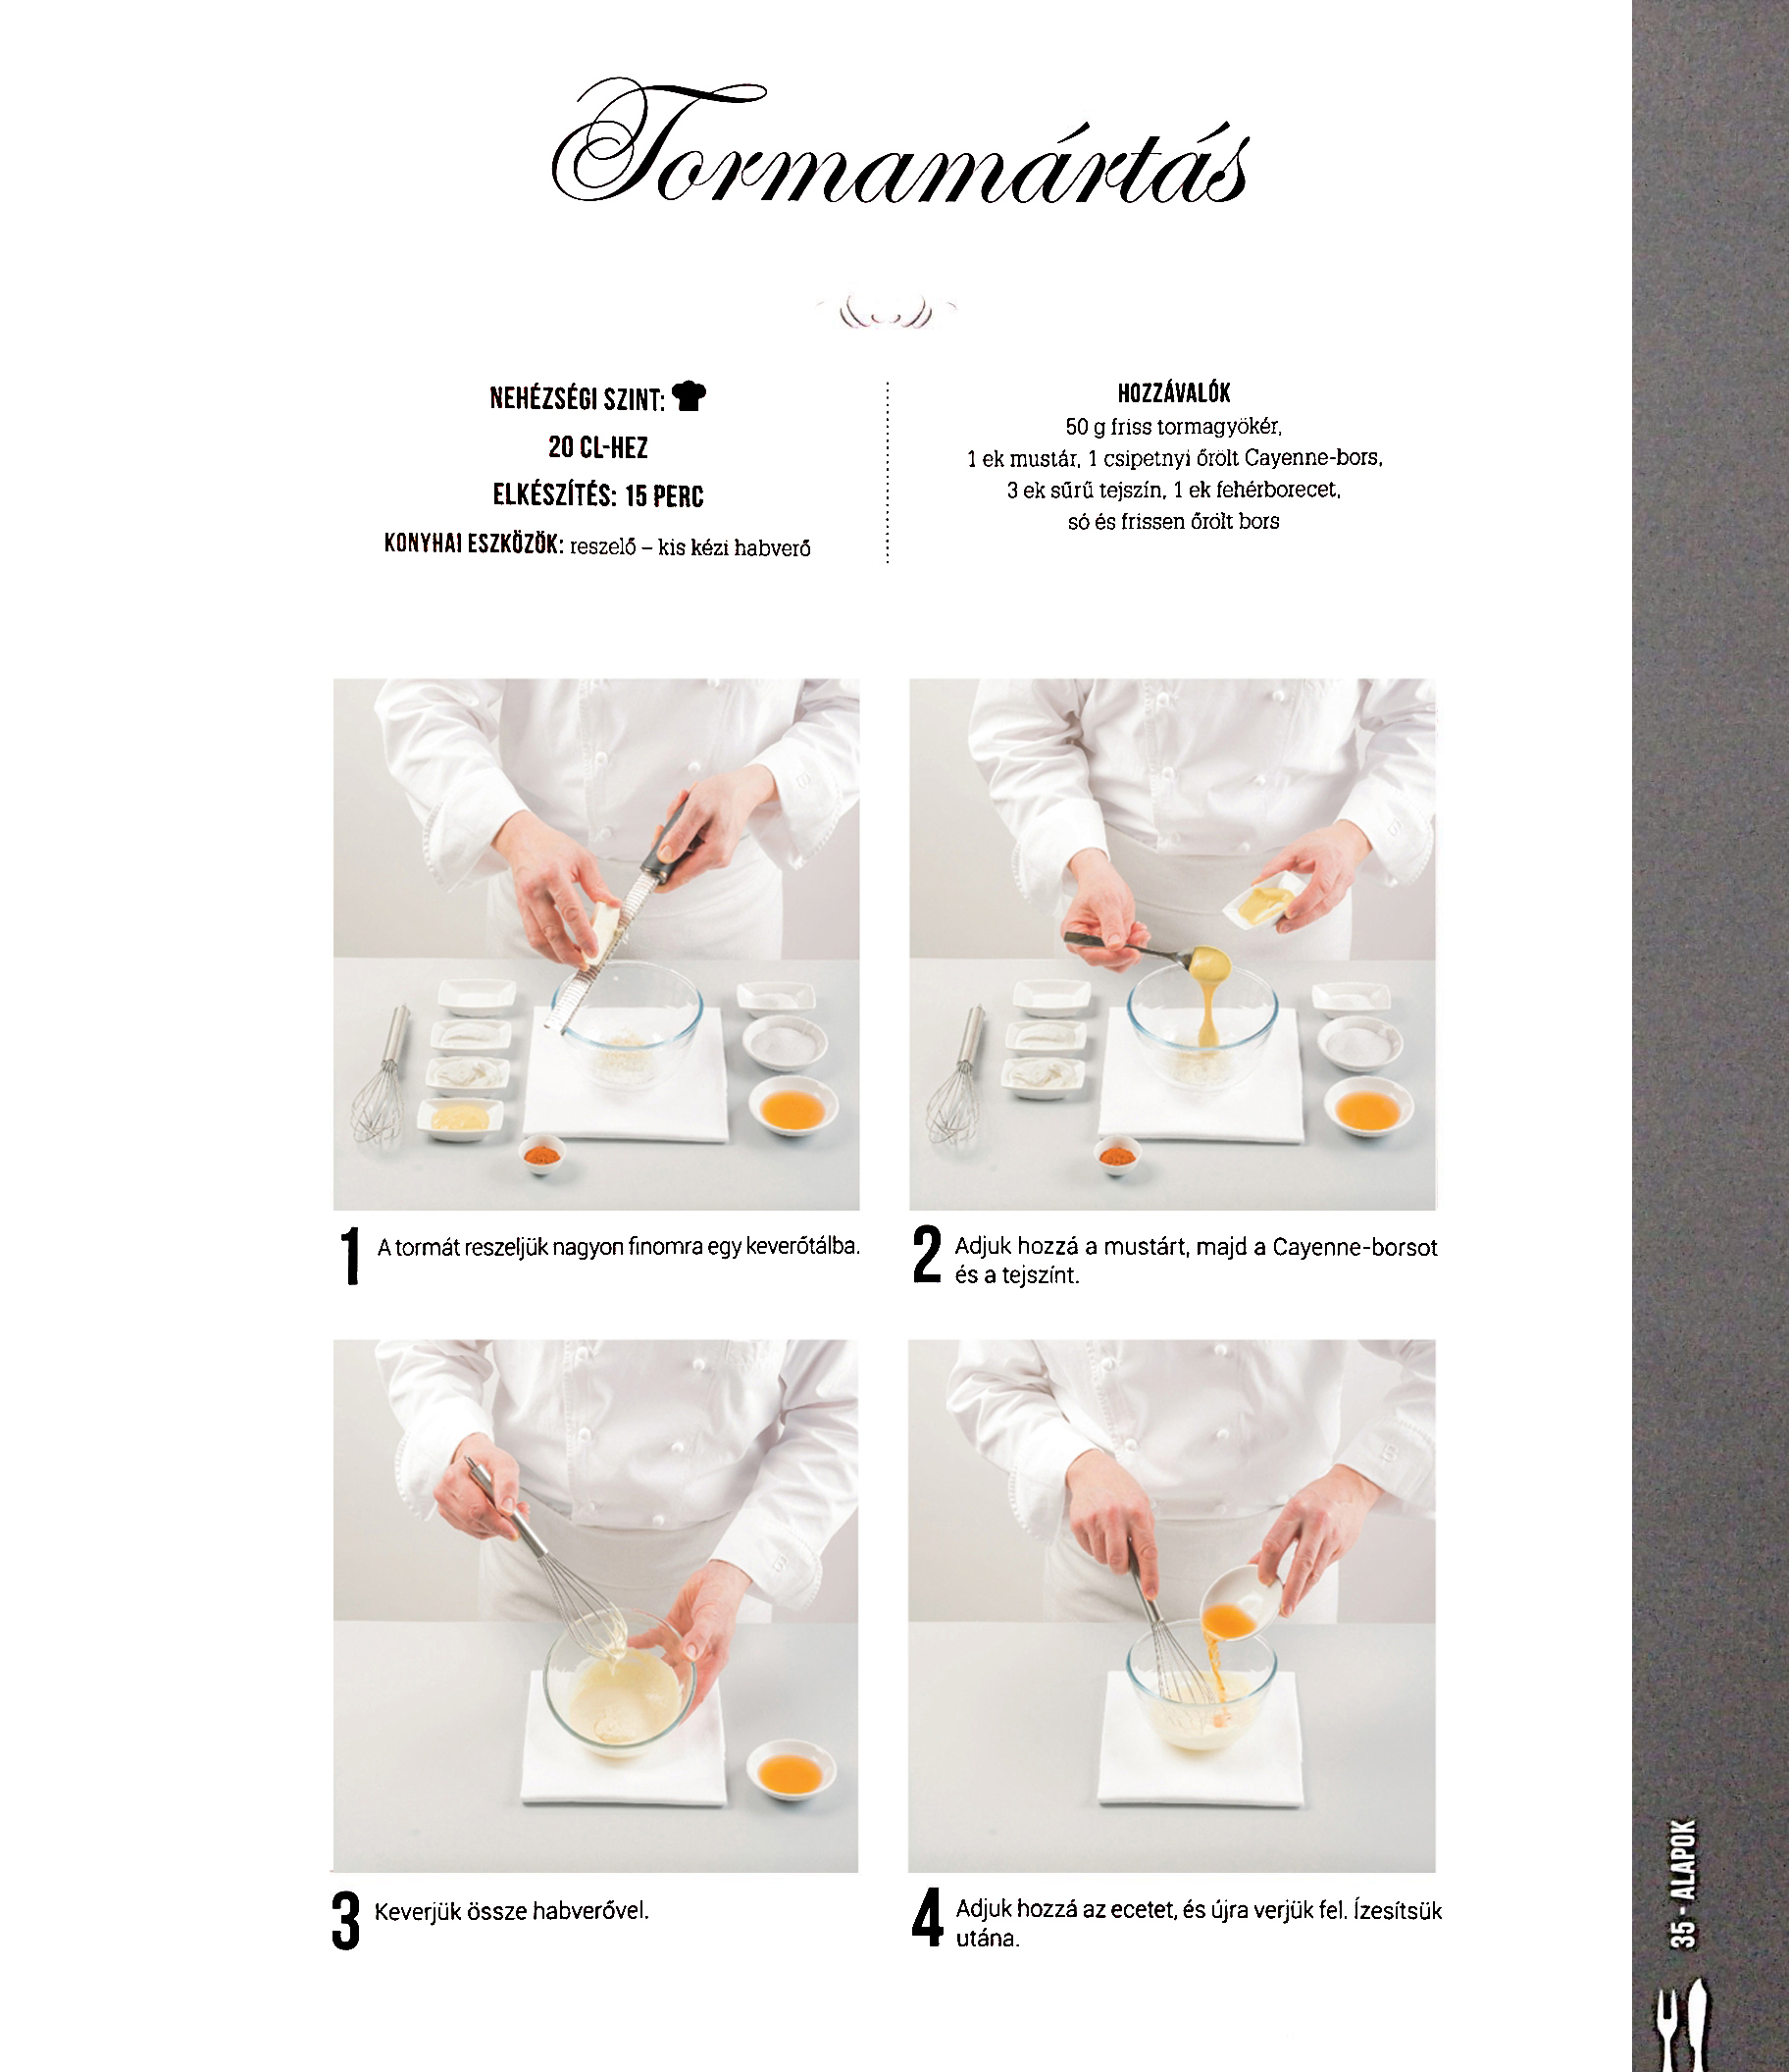 Tormamártás
NEHÉZSÉGI SZINT:
20 CL-HEZ
ELKÉSZÍTÉS: 15 PERC
KONYHAI ESZKÖZÖK: reszelő – kis kézi habverő
HOZZÁVALÓK
50 g friss tormagyökér,
1 ek mustár, 1 csipetnyi őrölt Cayenne-bors,
3 ek sűrű tejszín, 1 ek fehérborecet,
só és frissen őrölt bors
1 A tormát reszeljük nagyon finomra egy keverőtálba.
2 Adjuk hozzá a mustárt, majd a Cayenne-borsot
és a tejszínt.
3 Keverjük össze habverővel.
4 Adjuk hozzá az ecetet, és újra verjük fel. Ízesítsük
utána.
35 - ALAPOK